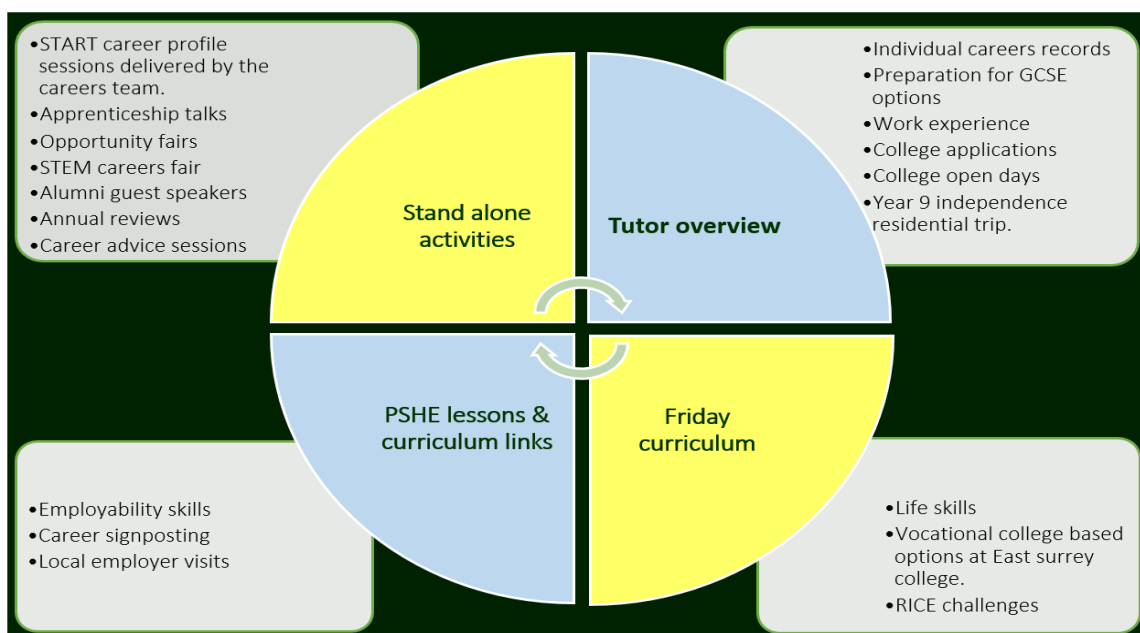 •START career profile
sessions delivered by the
careers team.
•Apprenticeship talks
•Opportunity fairs
•STEM careers fair
•Alumni guest speakers
•Annual reviews
•Career advice sessions
Stand alone
activities
Tutor overview
•Individual careers records
•Preparation for GCSE
options
•Work experience
•College applications
•College open days
•Year 9 independence
residential trip.
PSHE lessons &
curriculum links
•Employability skills
•Career signposting
•Local employer visits
Friday
curriculum
•Life skills
•Vocational college based
options at East surrey
college.
•RICE challenges